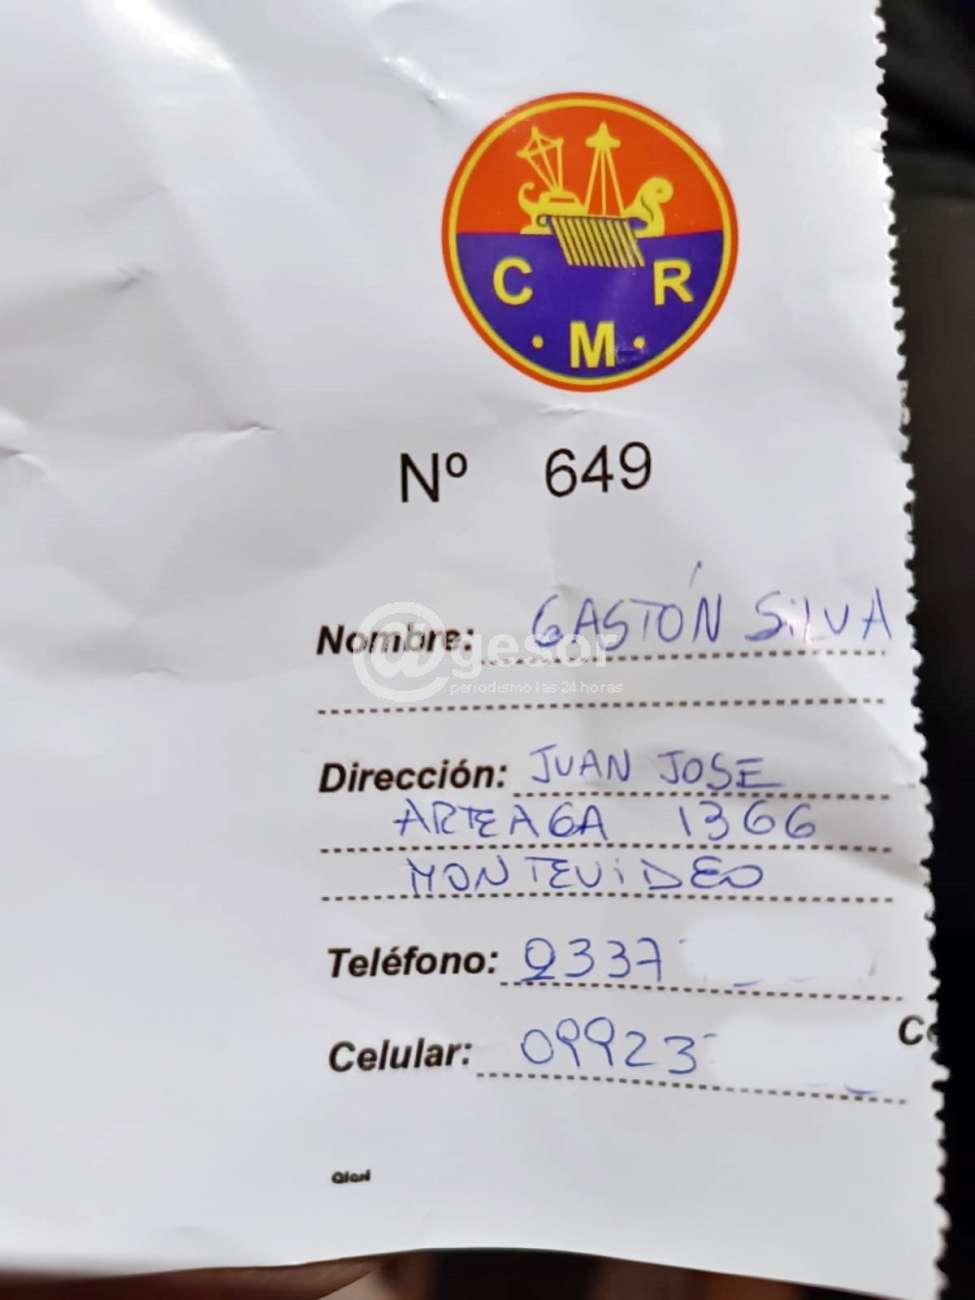 C R
· M ·
Nº 649
Nombre: GASTÓN SiLVA
@gesor
periodismo las 24 horas
Dirección: JUAN JOSE
ARTEAGA 1366
MONTEViDEO
Teléfono: 2337
Celular: 09923